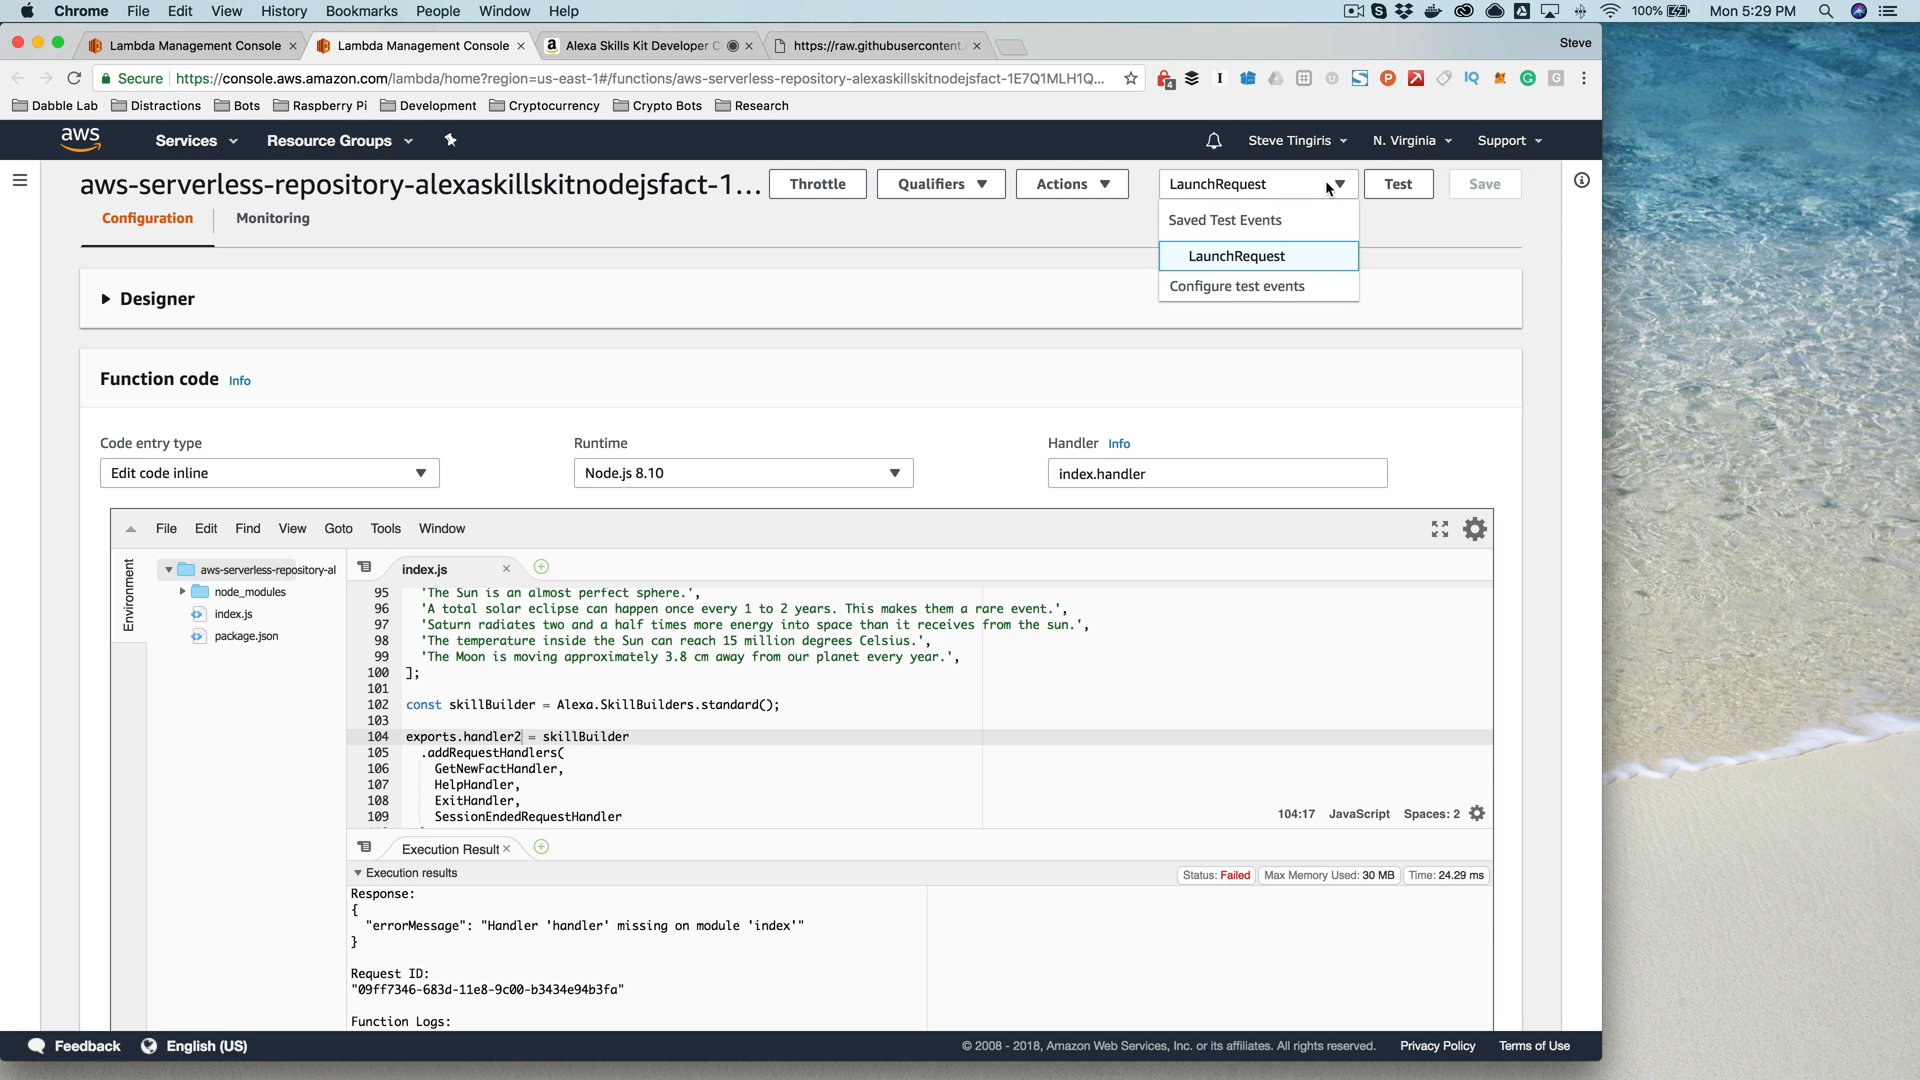 Chrome File Edit View History Bookmarks People Window Help 100% Mon 5:29 PM
Lambda Management Console Lambda Management Console Alexa Skills Kit Developer C https://raw.githubusercontent. Steve
Secure https://console.aws.amazon.com/lambda/home?region=us-east-1#/functions/aws-serverless-repository-alexaskillskitnodejsfact-1E7Q1MLH1Q... 4
Dabble Lab Distractions Bots Raspberry Pi Development Cryptocurrency Crypto Bots Research
aws Services Resource Groups Steve Tingiris N. Virginia Support
aws-serverless-repository-alexaskillskitnodejsfact-1... Throttle Qualifiers Actions LaunchRequest Test Save
Configuration Monitoring
Saved Test Events
LaunchRequest
Configure test events
Designer
Function code Info
Code entry type Runtime Handler Info
Edit code inline Node.js 8.10 index.handler
File Edit Find View Goto Tools Window
Environment
aws-serverless-repository-al
node_modules
index.js
package.json
index.js
95 'The Sun is an almost perfect sphere.',
96 'A total solar eclipse can happen once every 1 to 2 years. This makes them a rare event.',
97 'Saturn radiates two and a half times more energy into space than it receives from the sun.',
98 'The temperature inside the Sun can reach 15 million degrees Celsius.',
99 'The Moon is moving approximately 3.8 cm away from our planet every year.',
100 ];
101
102 const skillBuilder = Alexa.SkillBuilders.standard();
103
104 exports.handler2 = skillBuilder
105 .addRequestHandlers(
106 GetNewFactHandler,
107 HelpHandler,
108 ExitHandler,
109 SessionEndedRequestHandler
104:17 JavaScript Spaces: 2
Execution Result
Execution results Status: Failed Max Memory Used: 30 MB Time: 24.29 ms
Response:
{
"errorMessage": "Handler 'handler' missing on module 'index'"
}
Request ID:
"09ff7346-683d-11e8-9c00-b3434e94b3fa"
Function Logs:
Feedback English (US) © 2008 - 2018, Amazon Web Services, Inc. or its affiliates. All rights reserved. Privacy Policy Terms of Use